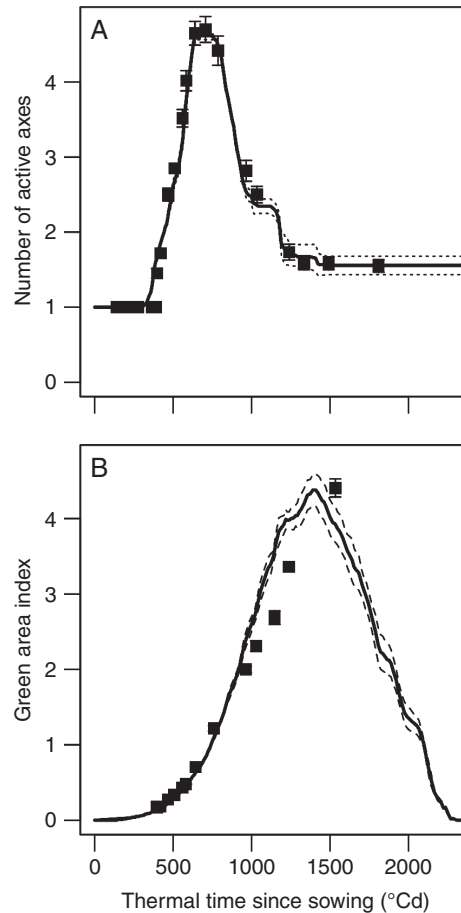 A
4
3
2
1
0
Number of active axes
B
4
3
2
1
0
Green area index
0 500 1000 1500 2000
Thermal time since sowing (°Cd)